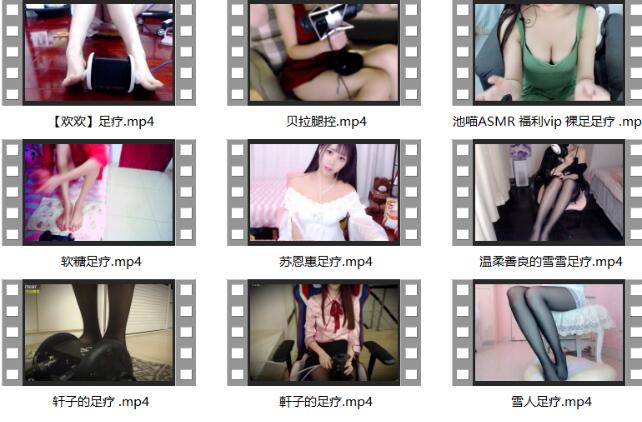 【欢欢】足疗.mp4
贝拉腿控.mp4
池喵ASMR 福利vip 裸足足疗 .mp
软糖足疗.mp4
苏恩惠足疗.mp4
温柔善良的雪雪足疗.mp4
轩子的足疗 .mp4
軒子的足疗.mp4
雪人足疗.mp4